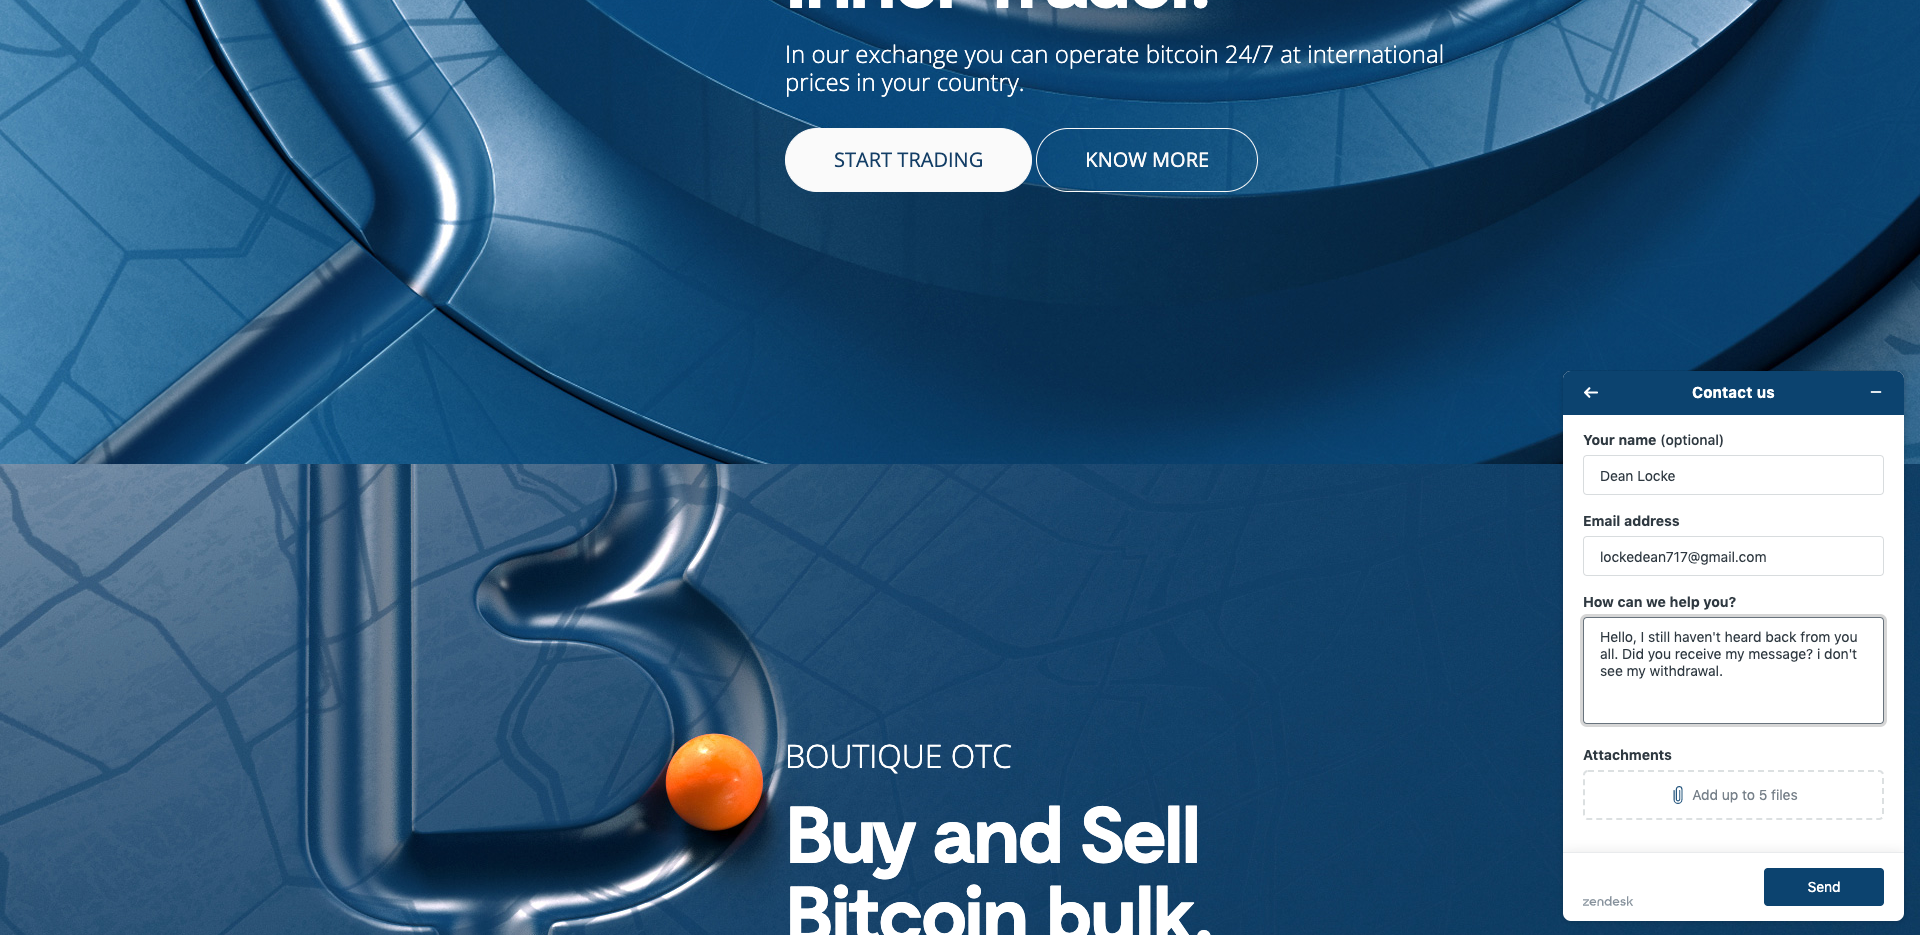 Inner Trader.
In our exchange you can operate bitcoin 24/7 at international
prices in your country.
START TRADING
KNOW MORE
Contact us
Your name (optional)
Dean Locke
Email address
lockedean717@gmail.com
How can we help you?
Hello, I still haven't heard back from you
all. Did you receive my message? i don't
see my withdrawal.
Attachments
Add up to 5 files
Send
zendesk
BOUTIQUE OTC
Buy and Sell
Bitcoin bulk.